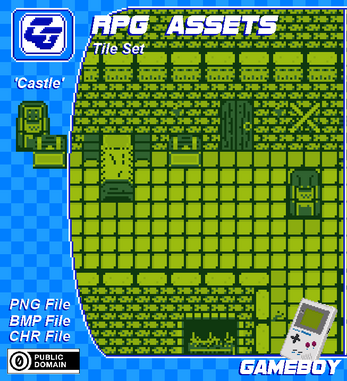 RPG ASSETS
Tile Set
'Castle'
PNG File
BMP File
CHR File
PUBLIC
DOMAIN
GAMEBOY